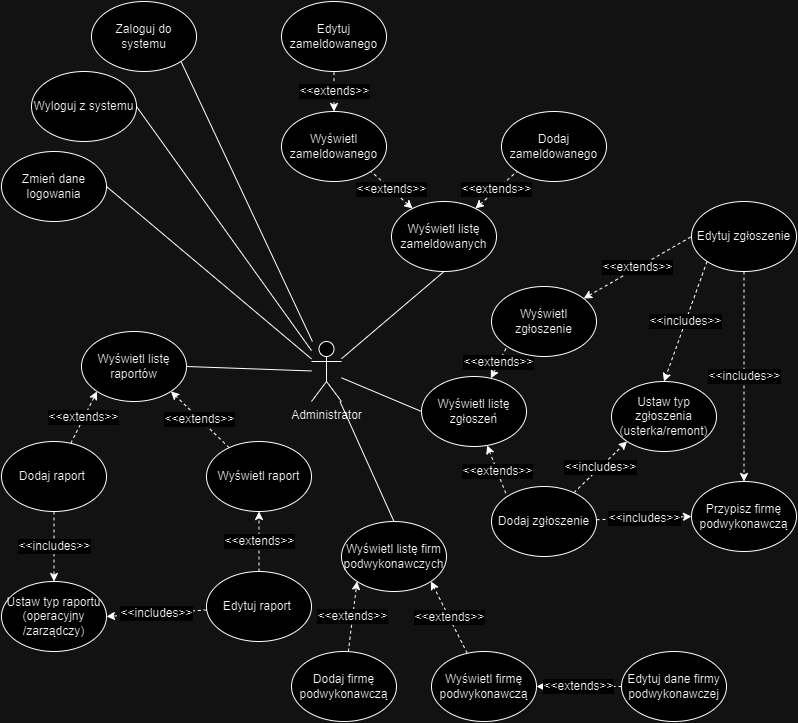 Zaloguj do
systemu
Edytuj
zameldowanego
<<extends>>
Wyloguj z systemu
Wyświetl
zameldowanego
Dodaj
zameldowanego
Zmień dane
logowania
<<extends>>
<<extends>>
Wyświetl listę
zameldowanych
Edytuj zgłoszenie
<<extends>>
Wyświetl
zgłoszenie
<<includes>>
<<extends>>
<<includes>>
Wyświetl listę
raportów
Administrator
Wyświetl listę
zgłoszeń
Ustaw typ
zgłoszenia
(usterka/remont)
<<extends>>
<<extends>>
Dodaj raport
Wyświetl raport
<<extends>>
<<includes>>
Dodaj zgłoszenie
<<includes>>
Przypisz firmę
podwykonawczą
<<includes>>
<<extends>>
Wyświetl listę firm
podwykonawczych
Ustaw typ raportu
(operacyjny
/zarządczy)
<<includes>>
Edytuj raport
<<extends>>
<<extends>>
Dodaj firmę
podwykonawczą
Wyświetl firmę
podwykonawczą
<<extends>>
Edytuj dane firmy
podwykonawczej